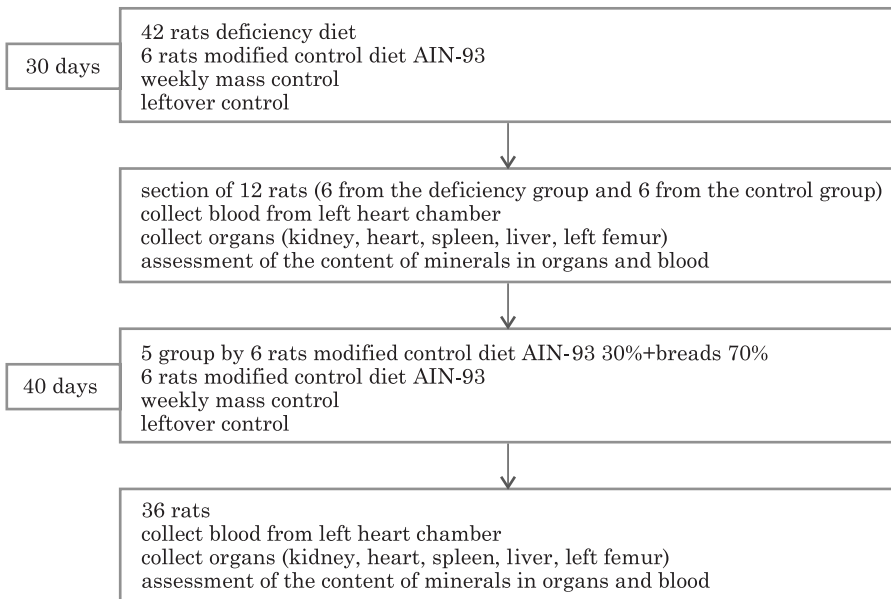 42 rats deficiency diet
6 rats modified control diet AIN-93
30 days
weekly mass control
leftover control
section of 12 rats (6 from the deficiency group and 6 from the control group)
collect blood from left heart chamber
collect organs (kidney, heart, spleen, liver, left femur)
assessment of the content of minerals in organs and blood
5 group by 6 rats modified control diet AIN-93 30%+breads 70%
6 rats modified control diet AIN-93
40 days
weekly mass control
leftover control
36 rats
collect blood from left heart chamber
collect organs (kidney, heart, spleen, liver, left femur)
assessment of the content of minerals in organs and blood